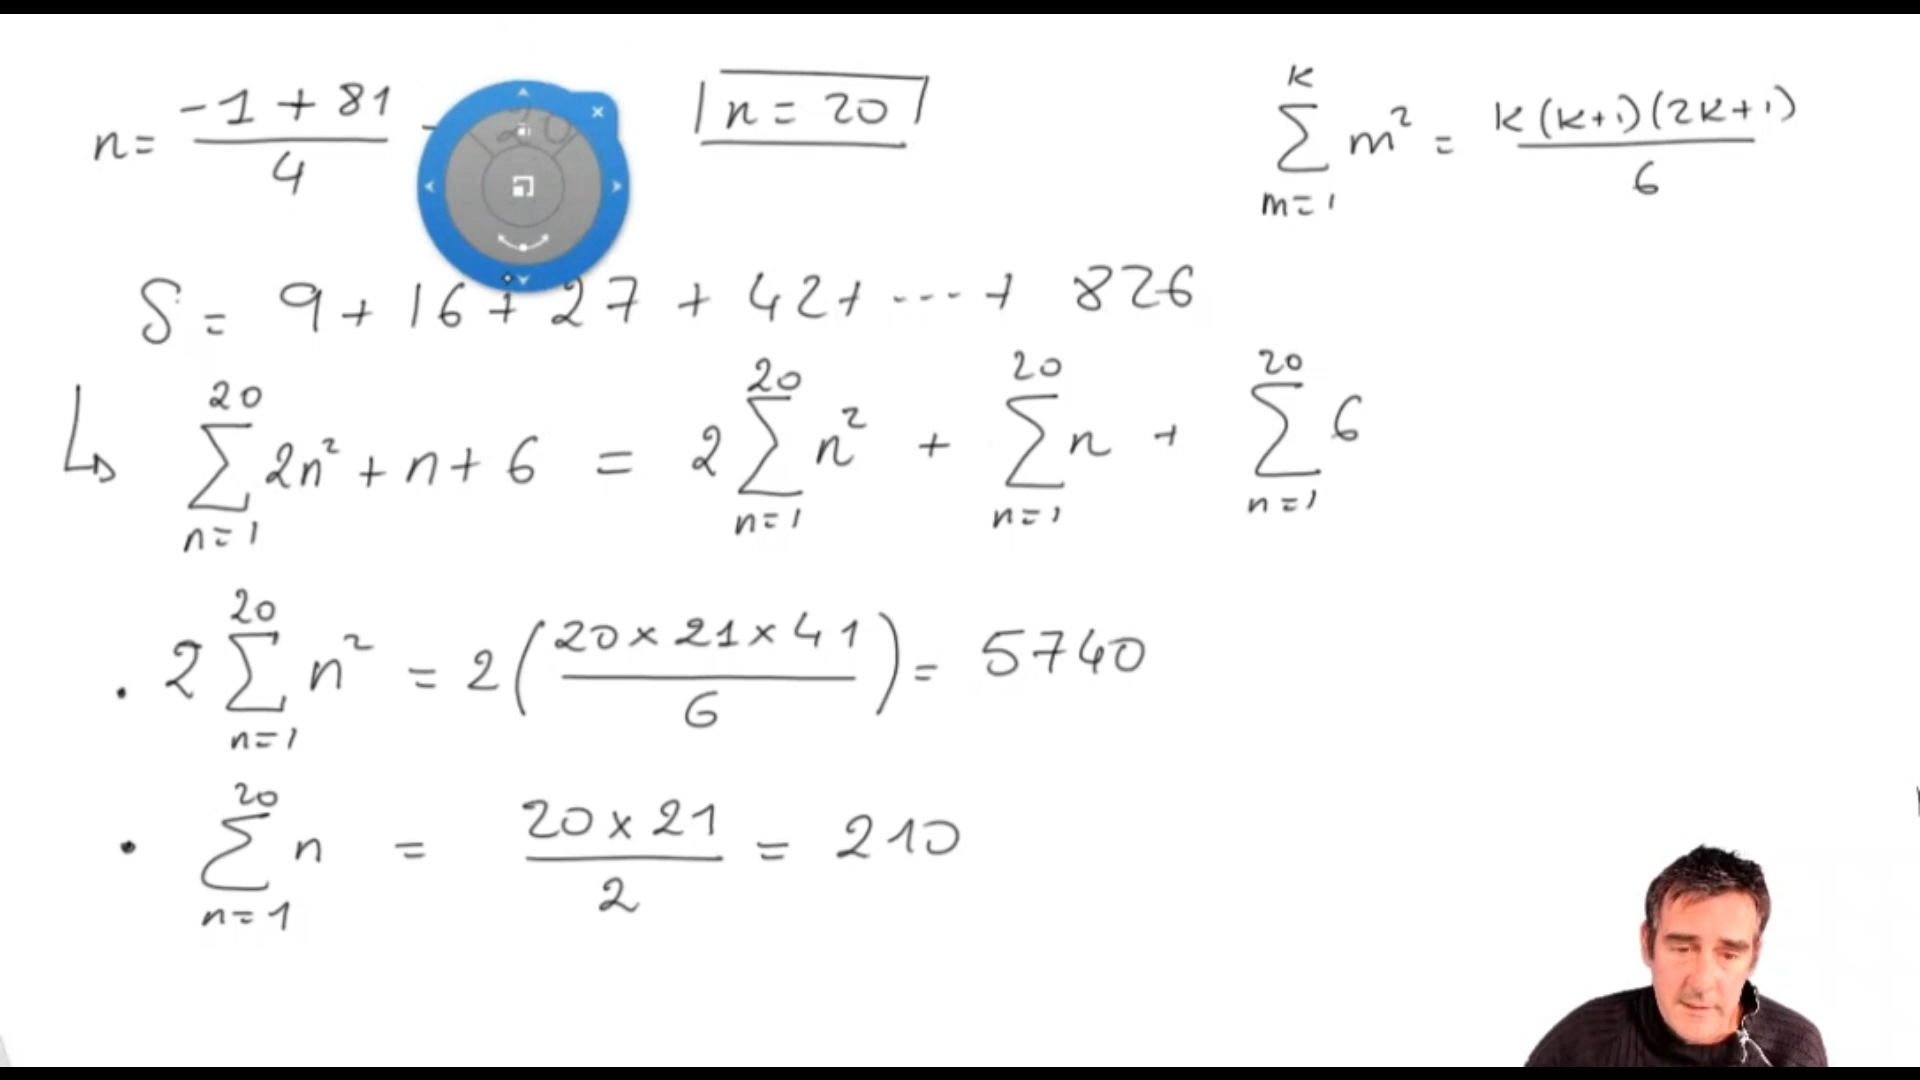 n = (-1 + 81)/4 = 20 | n = 20 |
∑_{m=1}^{K} m² = K(K+1)(2K+1)/6
S = 9 + 16 + 27 + 42 + ... + 826
↳ ∑_{n=1}^{20} 2n² + n + 6 = 2 ∑_{n=1}^{20} n² + ∑_{n=1}^{20} n + ∑_{n=1}^{20} 6
. 2 ∑_{n=1}^{20} n² = 2 ( (20 x 21 x 41)/6 ) = 5740
• ∑_{n=1}^{20} n = (20 x 21)/2 = 210